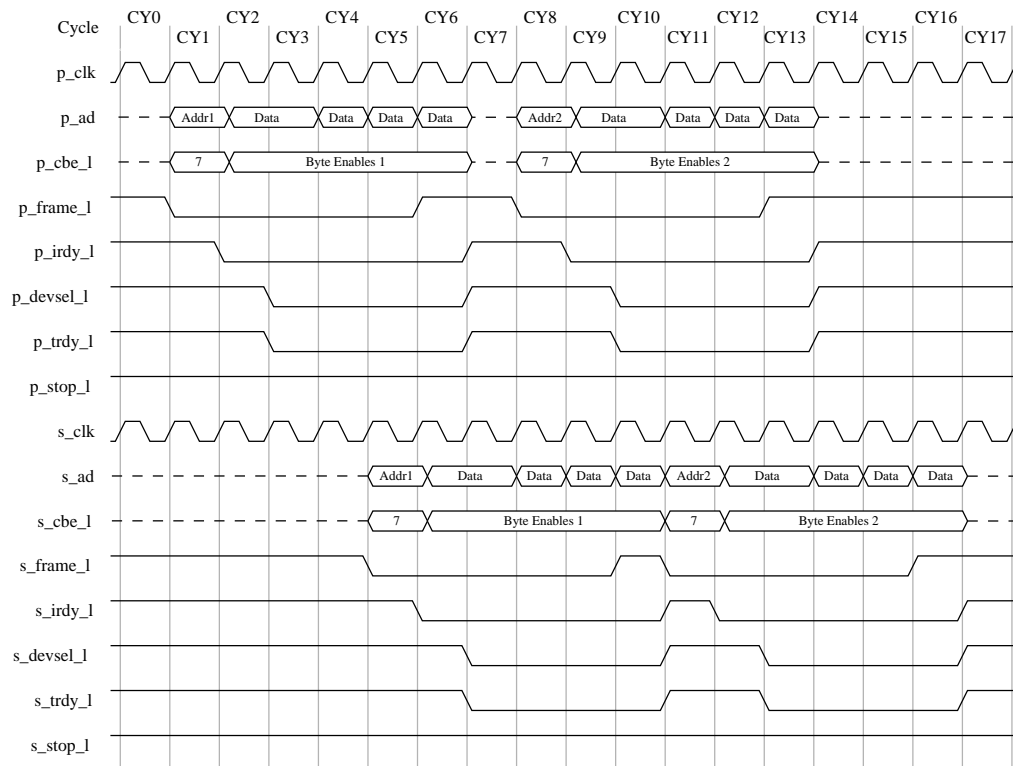 CY0 CY2 CY4 CY6 CY8 CY10 CY12 CY14 CY16
Cycle
CY1 CY3 CY5 CY7 CY9 CY11 CY13 CY15 CY17
p_clk
p_ad Addr1 Data Data Data Data Addr2 Data Data Data Data
p_cbe_l 7 Byte Enables 1 7 Byte Enables 2
p_frame_l
p_irdy_l
p_devsel_l
p_trdy_l
p_stop_l
s_clk
s_ad Addr1 Data Data Data Data Addr2 Data Data Data Data
s_cbe_l 7 Byte Enables 1 7 Byte Enables 2
s_frame_l
s_irdy_l
s_devsel_l
s_trdy_l
s_stop_l